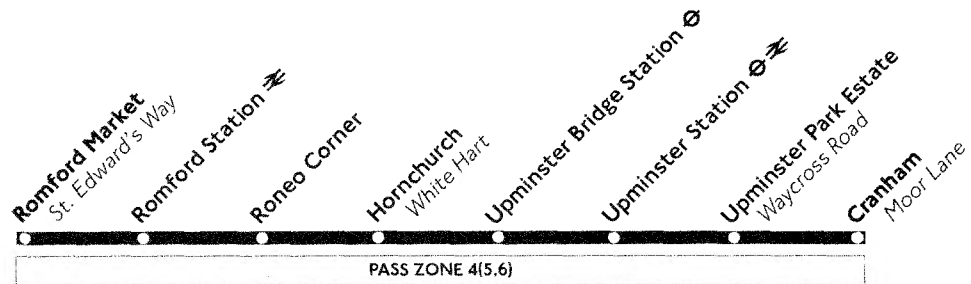 Romford Market
St. Edward's Way
Romford Station
Roneo Corner
Hornchurch
White Hart
Upminster Bridge Station
Upminster Station
Upminster Park Estate
Waycross Road
Cranham
Moor Lane
PASS ZONE 4(5.6)